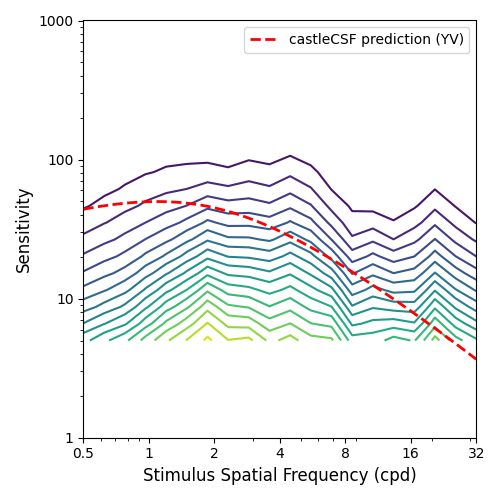 1000
castleCSF prediction (YV)
100
Sensitivity
10
1
0.5 1 2 4 8 16 32
Stimulus Spatial Frequency (cpd)